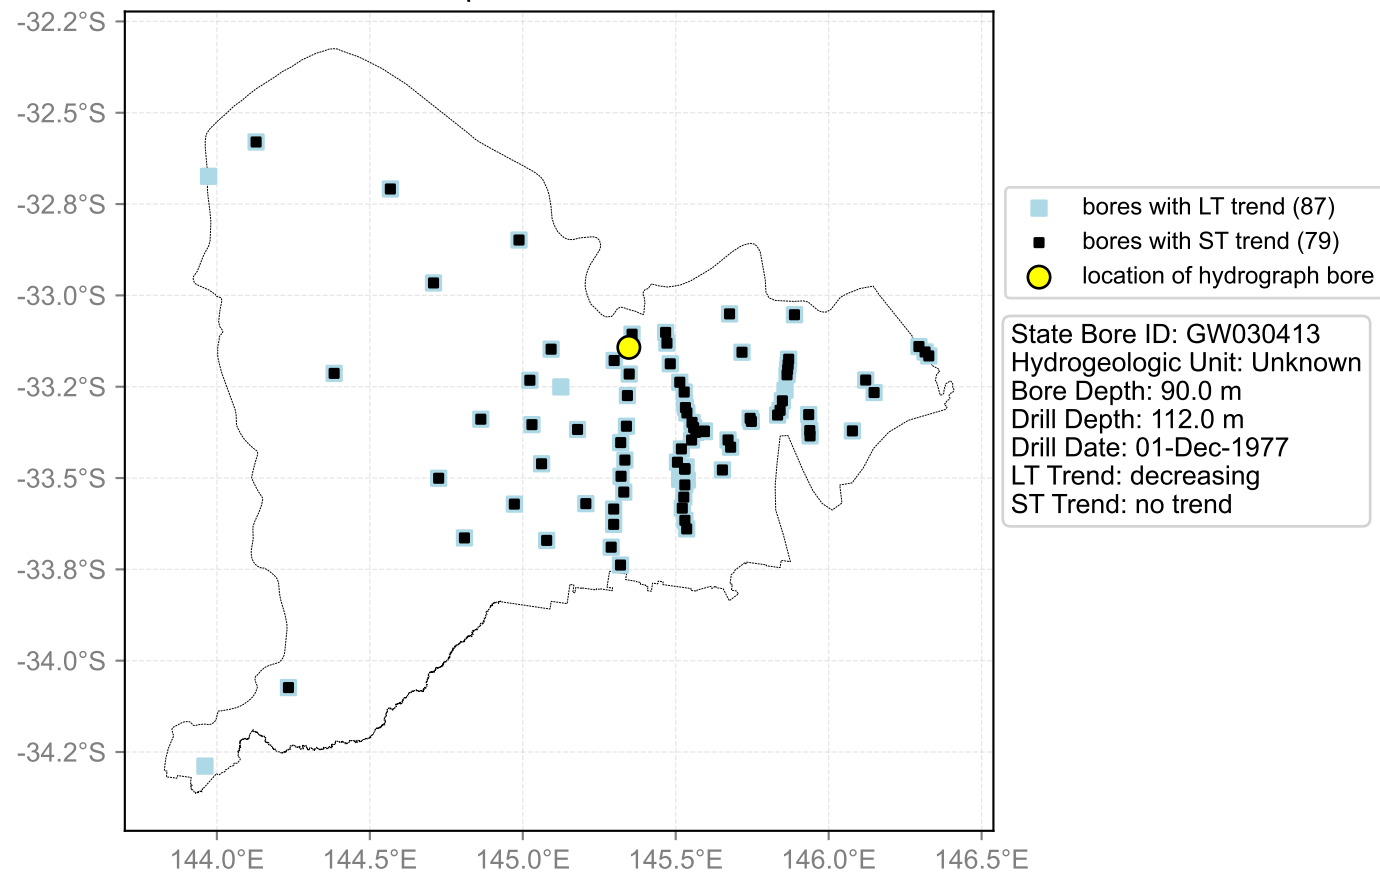 -32.2°S
-32.5°S
-32.8°S
-33.0°S
-33.2°S
-33.5°S
-33.8°S
-34.0°S
-34.2°S
144.0°E
144.5°E
145.0°E
145.5°E
146.0°E
146.5°E
bores with LT trend (87)
bores with ST trend (79)
location of hydrograph bore
State Bore ID: GW030413
Hydrogeologic Unit: Unknown
Bore Depth: 90.0 m
Drill Depth: 112.0 m
Drill Date: 01-Dec-1977
LT Trend: decreasing
ST Trend: no trend